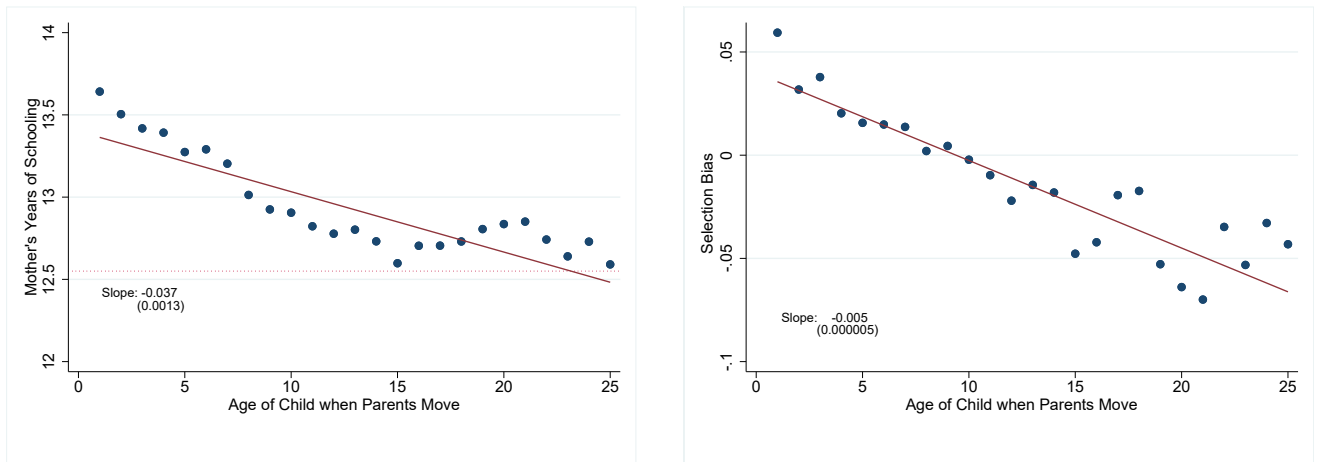 Mother's Years of Schooling
14
13.5
13
12.5
12
Slope: -0.037
(0.0013)
0 5 10 15 20 25
Age of Child when Parents Move
Selection Bias
.05
0
-.05
-.1
Slope: -0.005
(0.000005)
0 5 10 15 20 25
Age of Child when Parents Move